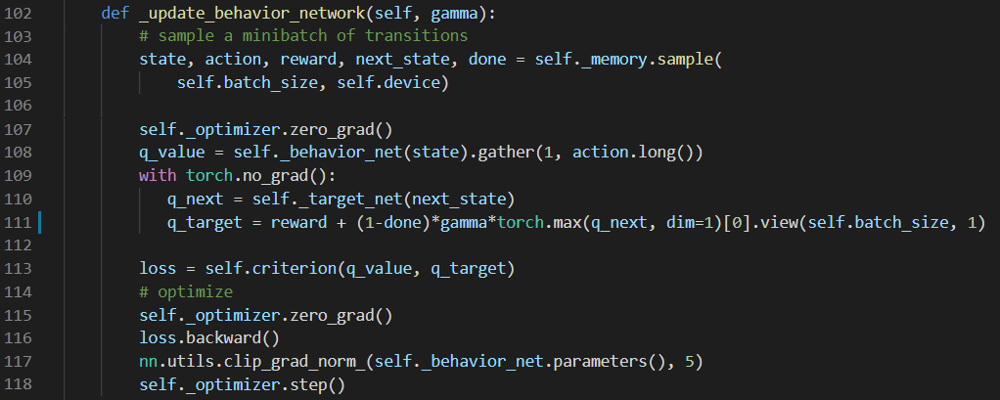 102 def _update_behavior_network(self, gamma):
103 # sample a minibatch of transitions
104 state, action, reward, next_state, done = self._memory.sample(
105 self.batch_size, self.device)
106
107 self._optimizer.zero_grad()
108 q_value = self._behavior_net(state).gather(1, action.long())
109 with torch.no_grad():
110 q_next = self._target_net(next_state)
111 q_target = reward + (1-done)*gamma*torch.max(q_next, dim=1)[0].view(self.batch_size, 1)
112
113 loss = self.criterion(q_value, q_target)
114 # optimize
115 self._optimizer.zero_grad()
116 loss.backward()
117 nn.utils.clip_grad_norm_(self._behavior_net.parameters(), 5)
118 self._optimizer.step()